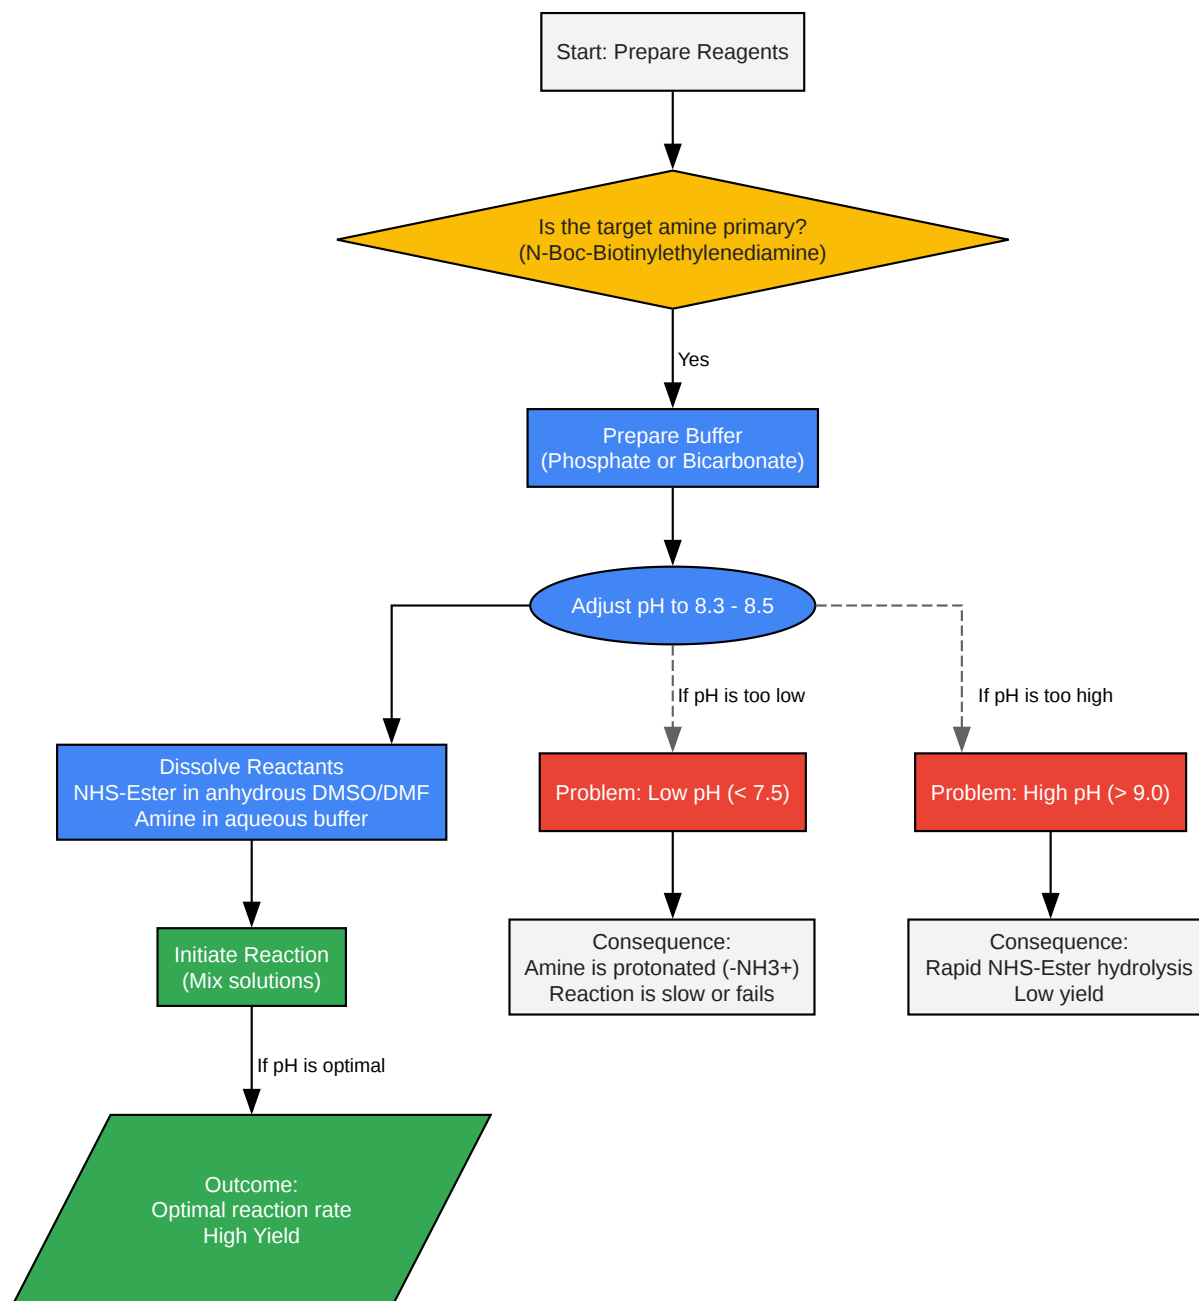 Start: Prepare Reagents
Is the target amine primary?
(N-Boc-Biotinylethylenediamine)
Yes
Prepare Buffer
(Phosphate or Bicarbonate)
Adjust pH to 8.3 - 8.5
If pH is too low
If pH is too high
Dissolve Reactants
NHS-Ester in anhydrous DMSO/DMF
Amine in aqueous buffer
Problem: Low pH (< 7.5)
Problem: High pH (> 9.0)
Initiate Reaction
(Mix solutions)
Consequence:
Amine is protonated (-NH3+)
Reaction is slow or fails
Consequence:
Rapid NHS-Ester hydrolysis
Low yield
If pH is optimal
Outcome:
Optimal reaction rate
High Yield